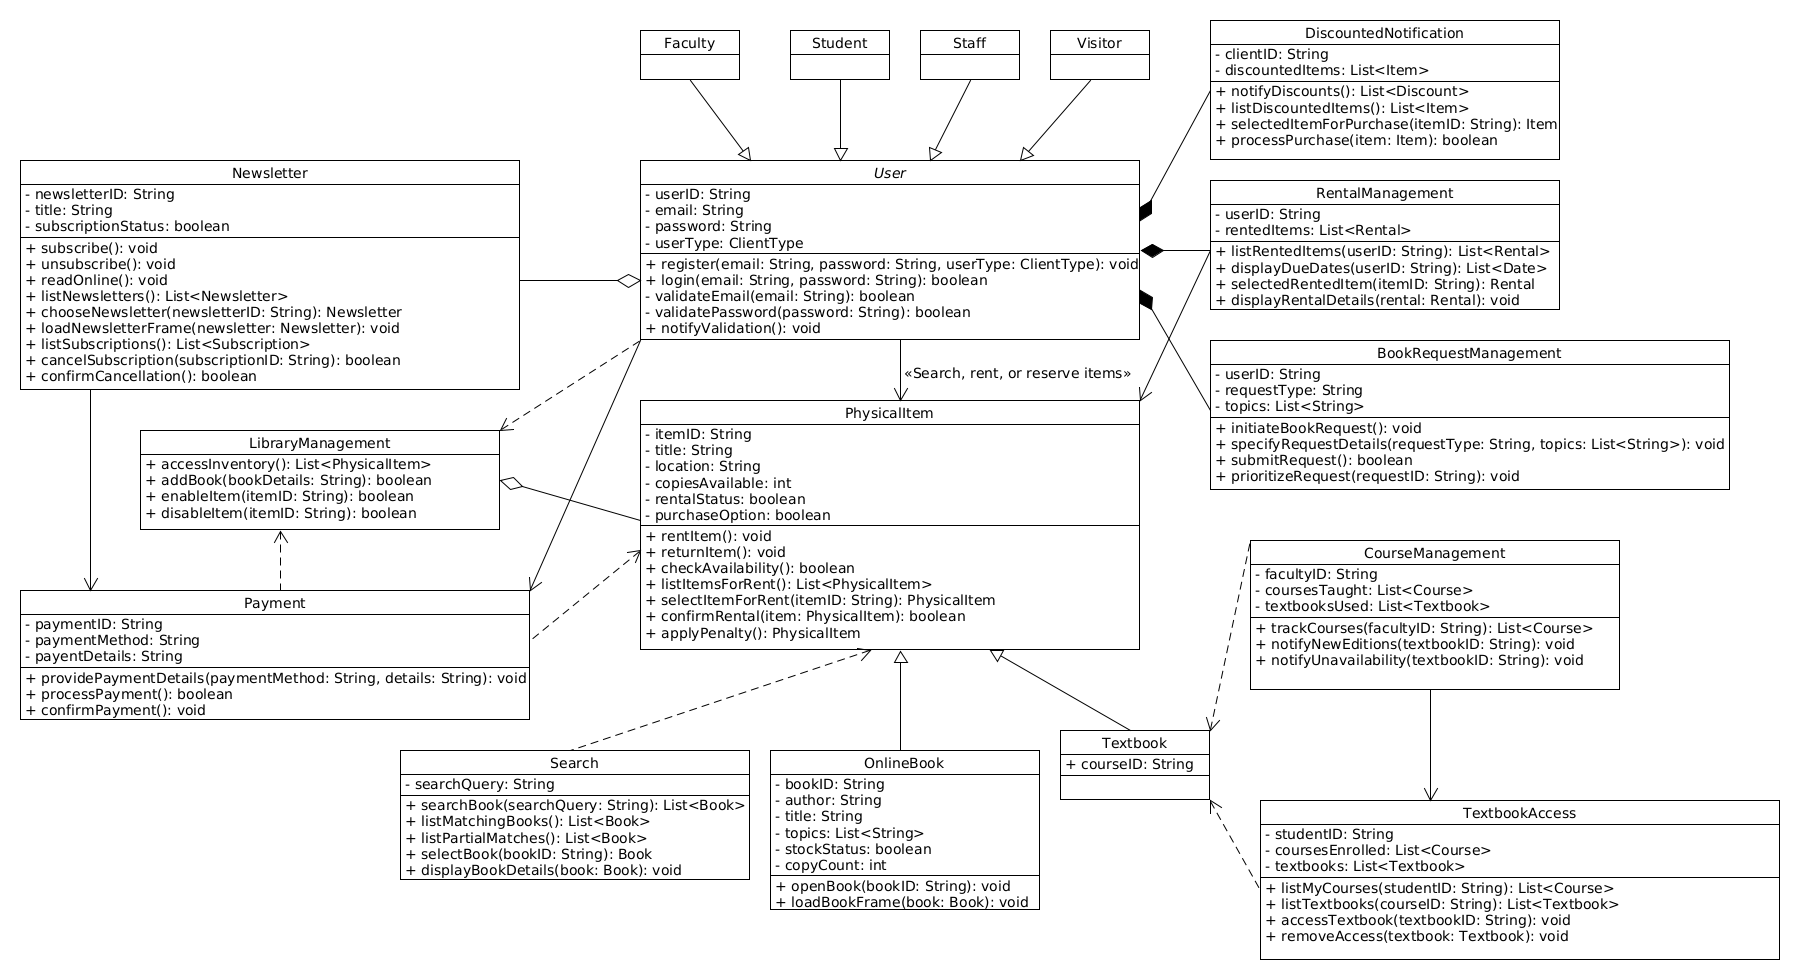 Faculty
Student
Staff
Visitor
DiscountedNotification
- clientID: String
- discountedItems: List<Item>
+ notifyDiscounts(): List<Discount>
+ listDiscountedItems(): List<Item>
+ selectedItemForPurchase(itemID: String): Item
+ processPurchase(item: Item): boolean
Newsletter
- newsletterID: String
- title: String
- subscriptionStatus: boolean
+ subscribe(): void
+ unsubscribe(): void
+ readOnline(): void
+ listNewsletters(): List<Newsletter>
+ chooseNewsletter(newsletterID: String): Newsletter
+ loadNewsletterFrame(newsletter: Newsletter): void
+ listSubscriptions(): List<Subscription>
+ cancelSubscription(subscriptionID: String): boolean
+ confirmCancellation(): boolean
User
- userID: String
- email: String
- password: String
- userType: ClientType
+ register(email: String, password: String, userType: ClientType): void
+ login(email: String, password: String): boolean
- validateEmail(email: String): boolean
- validatePassword(password: String): boolean
+ notifyValidation(): void
RentalManagement
- userID: String
- rentedItems: List<Rental>
+ listRentedItems(userID: String): List<Rental>
+ displayDueDates(userID: String): List<Date>
+ selectedRentedItem(itemID: String): Rental
+ displayRentalDetails(rental: Rental): void
BookRequestManagement
- userID: String
- requestType: String
- topics: List<String>
+ initiateBookRequest(): void
+ specifyRequestDetails(requestType: String, topics: List<String>): void
+ submitRequest(): boolean
+ prioritizeRequest(requestID: String): void
«Search, rent, or reserve items»
LibraryManagement
+ accessInventory(): List<PhysicalItem>
+ addBook(bookDetails: String): boolean
+ enableItem(itemID: String): boolean
+ disableItem(itemID: String): boolean
PhysicalItem
- itemID: String
- title: String
- location: String
- copiesAvailable: int
- rentalStatus: boolean
- purchaseOption: boolean
+ rentItem(): void
+ returnItem(): void
+ checkAvailability(): boolean
+ listItemsForRent(): List<PhysicalItem>
+ selectItemForRent(itemID: String): PhysicalItem
+ confirmRental(item: PhysicalItem): boolean
+ applyPenalty(): PhysicalItem
CourseManagement
- facultyID: String
- coursesTaught: List<Course>
- textbooksUsed: List<Textbook>
+ trackCourses(facultyID: String): List<Course>
+ notifyNewEditions(textbookID: String): void
+ notifyUnavailability(textbookID: String): void
Payment
- paymentID: String
- paymentMethod: String
- payentDetails: String
+ providePaymentDetails(paymentMethod: String, details: String): void
+ processPayment(): boolean
+ confirmPayment(): void
Search
- searchQuery: String
+ searchBook(searchQuery: String): List<Book>
+ listMatchingBooks(): List<Book>
+ listPartialMatches(): List<Book>
+ selectBook(bookID: String): Book
+ displayBookDetails(book: Book): void
OnlineBook
- bookID: String
- author: String
- title: String
- topics: List<String>
- stockStatus: boolean
- copyCount: int
+ openBook(bookID: String): void
+ loadBookFrame(book: Book): void
Textbook
+ courseID: String
TextbookAccess
- studentID: String
- coursesEnrolled: List<Course>
- textbooks: List<Textbook>
+ listMyCourses(studentID: String): List<Course>
+ listTextbooks(courseID: String): List<Textbook>
+ accessTextbook(textbookID: String): void
+ removeAccess(textbook: Textbook): void